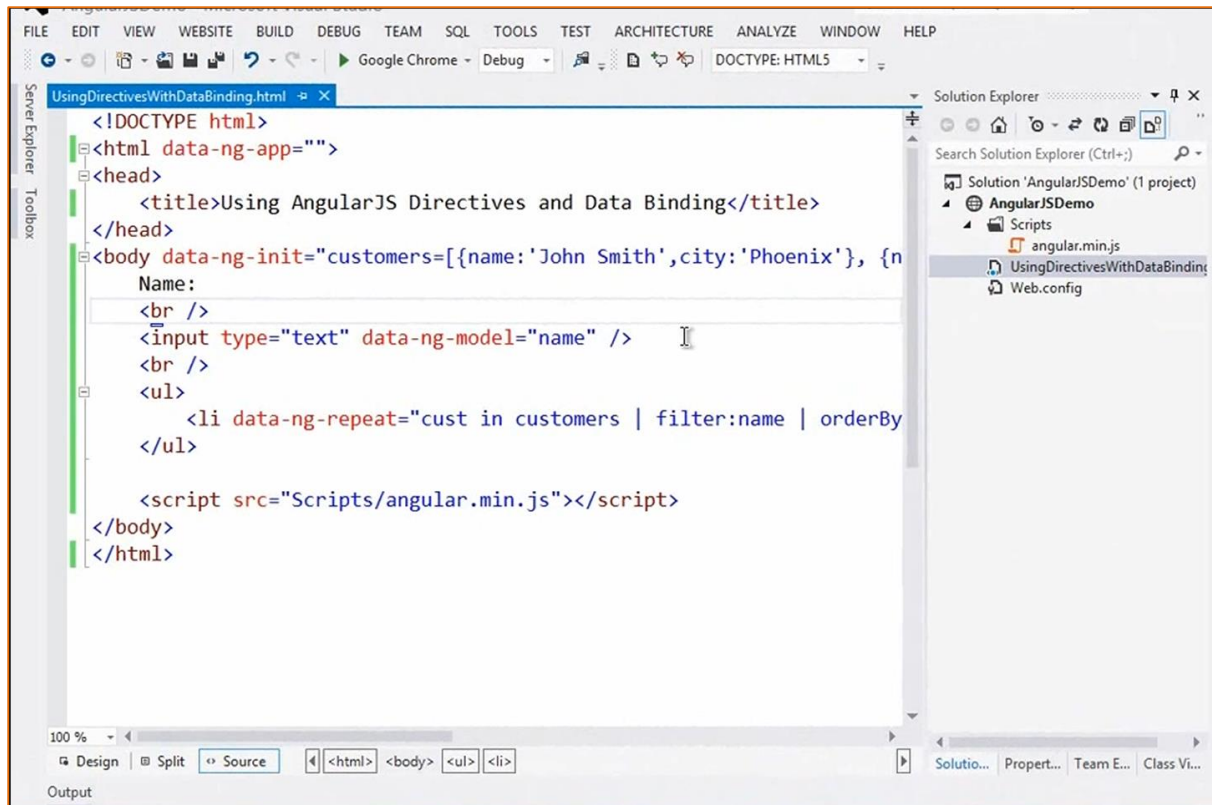 AngularJSDemo - Microsoft Visual Studio
FILE EDIT VIEW WEBSITE BUILD DEBUG TEAM SQL TOOLS TEST ARCHITECTURE ANALYZE WINDOW HELP
Google Chrome Debug DOCTYPE: HTML5
Server Explorer
Toolbox
UsingDirectivesWithDataBinding.html
<!DOCTYPE html>
<html data-ng-app="">
<head>
<title>Using AngularJS Directives and Data Binding</title>
</head>
<body data-ng-init="customers=[{name:'John Smith',city:'Phoenix'}, {n
Name:
<br />
<input type="text" data-ng-model="name" />
<br />
<ul>
<li data-ng-repeat="cust in customers | filter:name | orderBy
</ul>
<script src="Scripts/angular.min.js"></script>
</body>
</html>
100 %
Design Split Source <html> <body> <ul> <li>
Output
Solution Explorer
Search Solution Explorer (Ctrl+;)
Solution 'AngularJSDemo' (1 project)
AngularJSDemo
Scripts
angular.min.js
UsingDirectivesWithDataBinding
Web.config
Solutio... Propert... Team E... Class Vi...